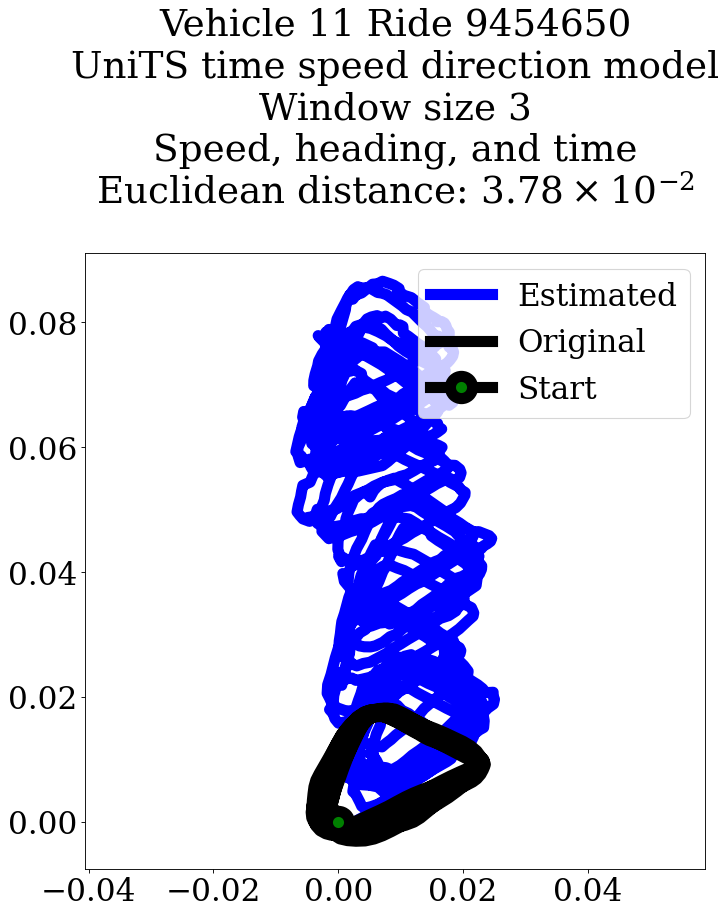 Vehicle 11 Ride 9454650
UniTS time speed direction model
Window size 3
Speed, heading, and time
Euclidean distance: 3.78 × 10⁻²
Estimated
Original
Start
0.08
0.06
0.04
0.02
0.00
−0.04 −0.02 0.00 0.02 0.04